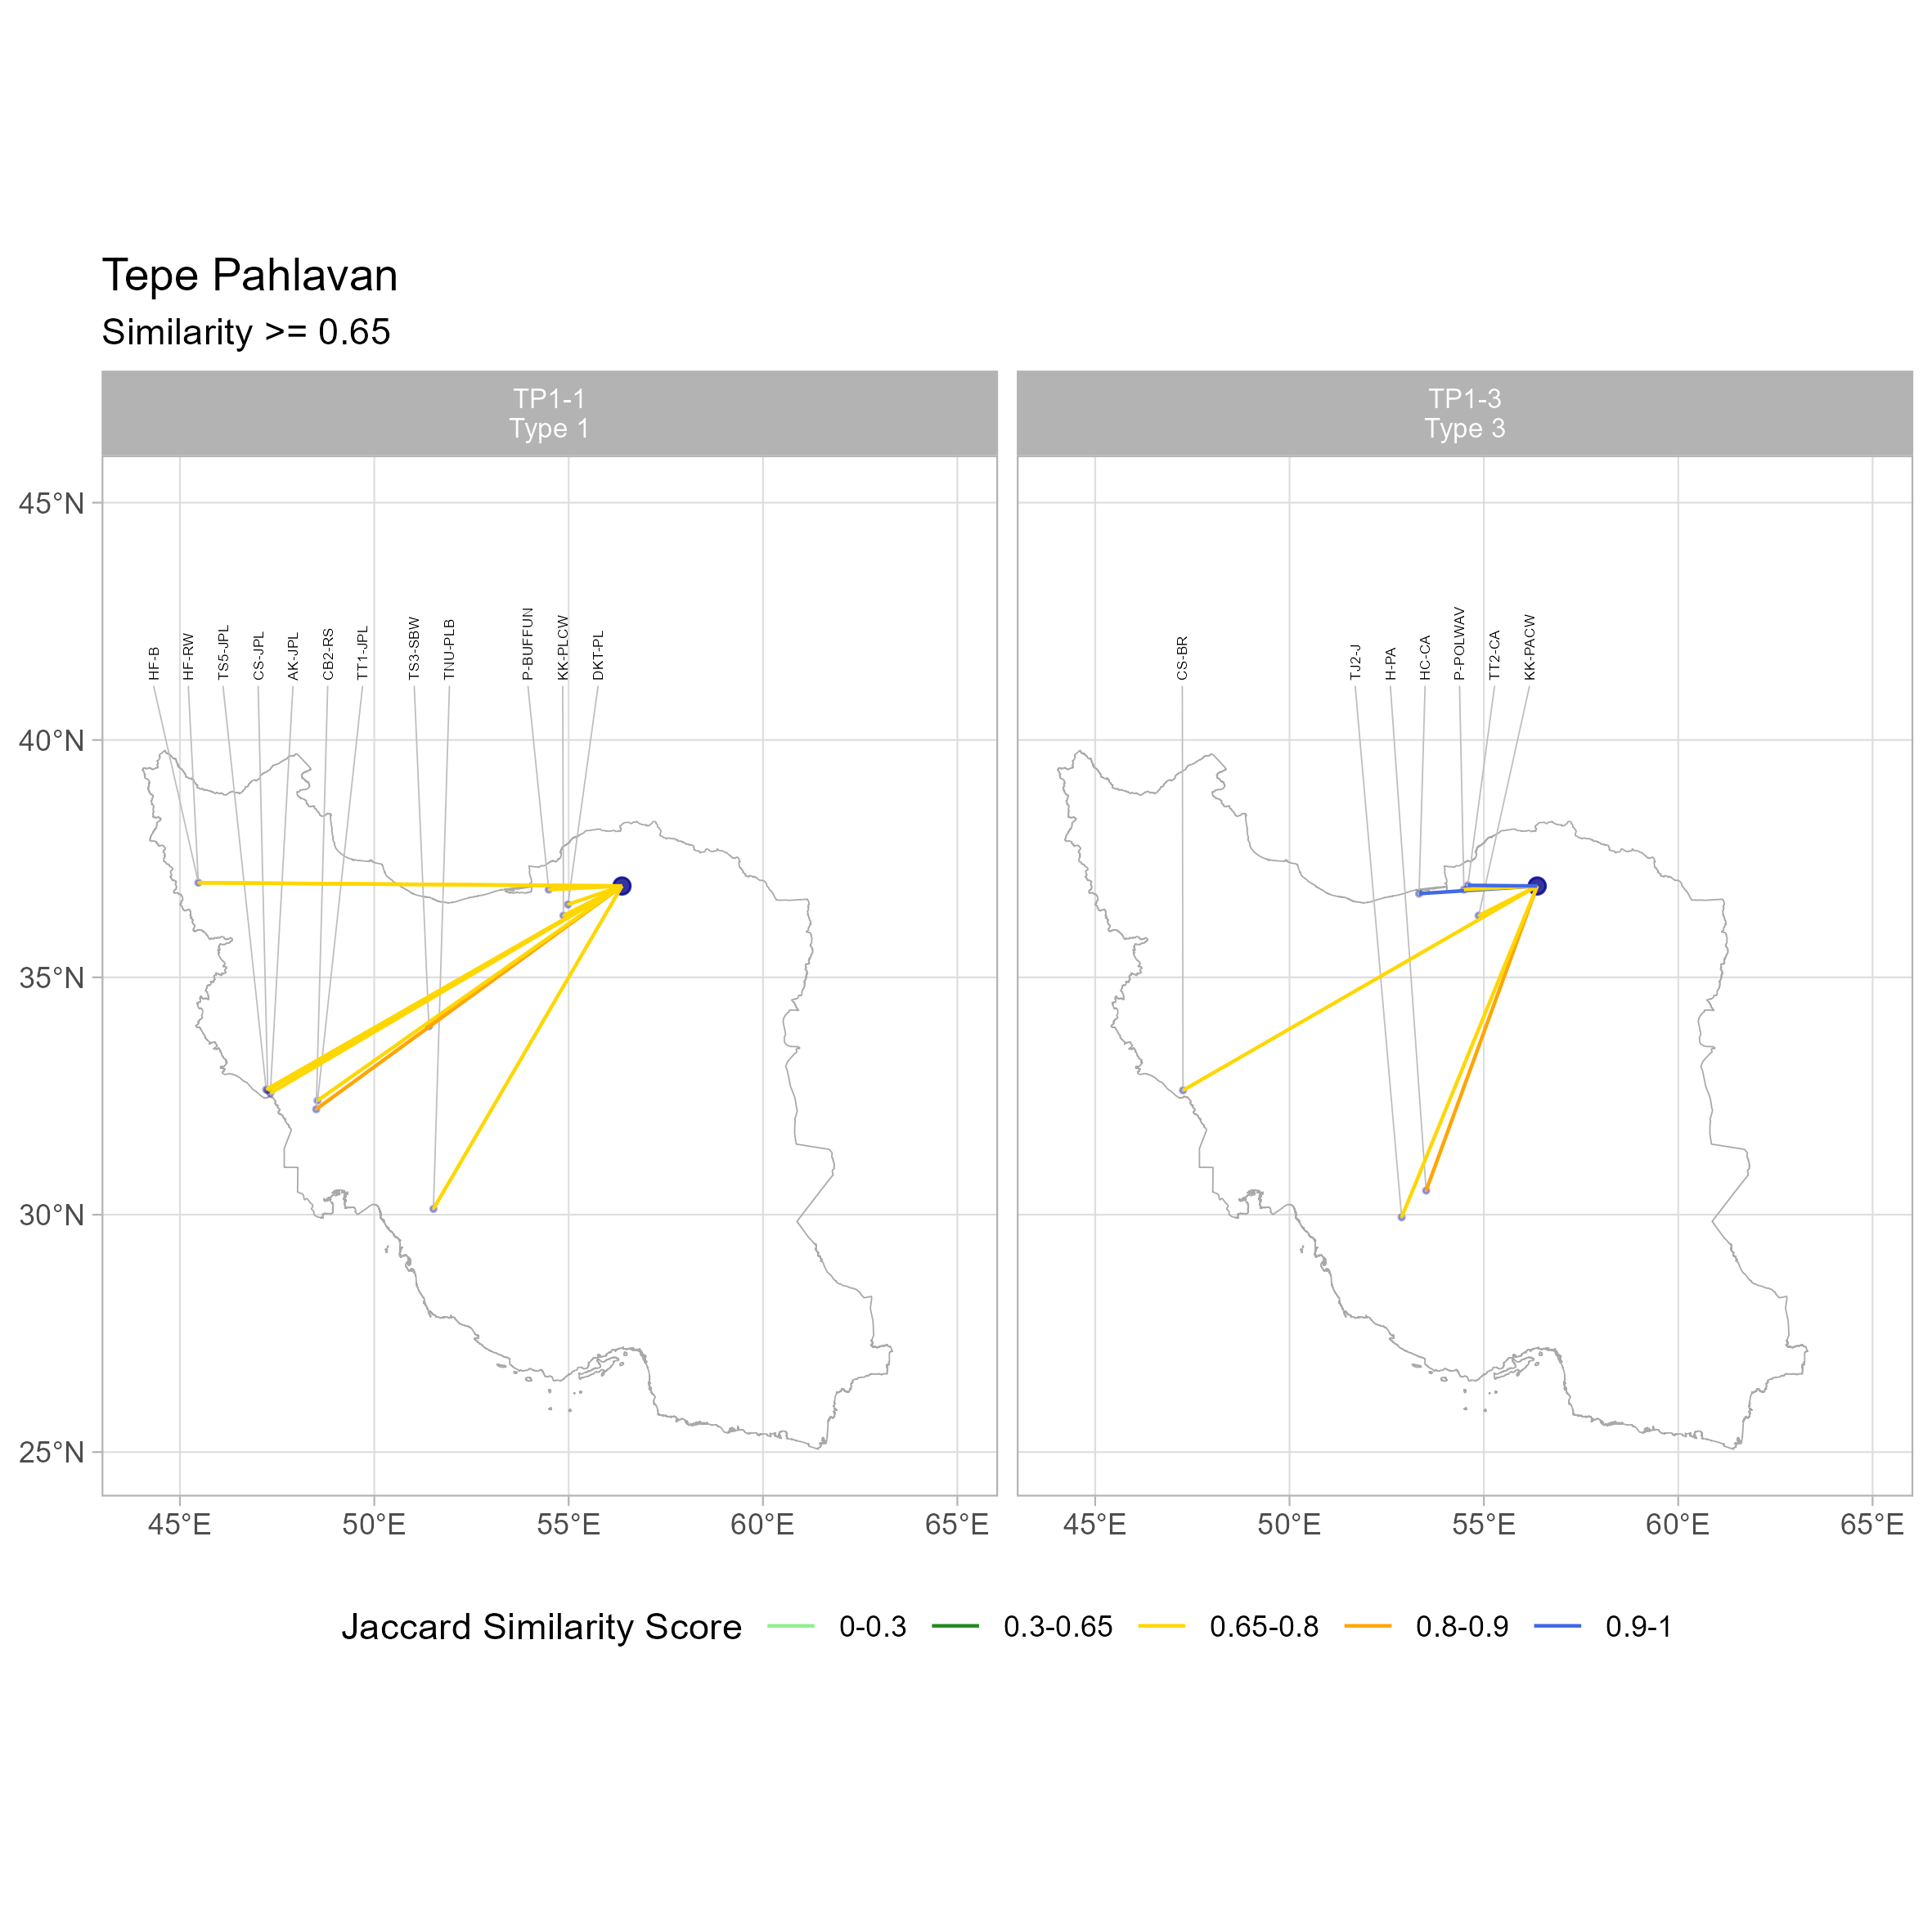 Tepe Pahlavan
Similarity >= 0.65
TP1-1
Type 1
TP1-3
Type 3
45°N
40°N
35°N
30°N
25°N
HF-B
HF-RW
TS5-JPL
CS-JPL
AK-JPL
CB2-RS
TT1-JPL
TS3-SBW
TNU-PLB
P-BUFFUN
KK-PLCW
DKT-PL
CS-BR
TJ2-J
H-PA
HC-CA
P-POLWAV
TT2-CA
KK-PACW
45°E 50°E 55°E 60°E 65°E
45°E 50°E 55°E 60°E 65°E
Jaccard Similarity Score 0-0.3 0.3-0.65 0.65-0.8 0.8-0.9 0.9-1